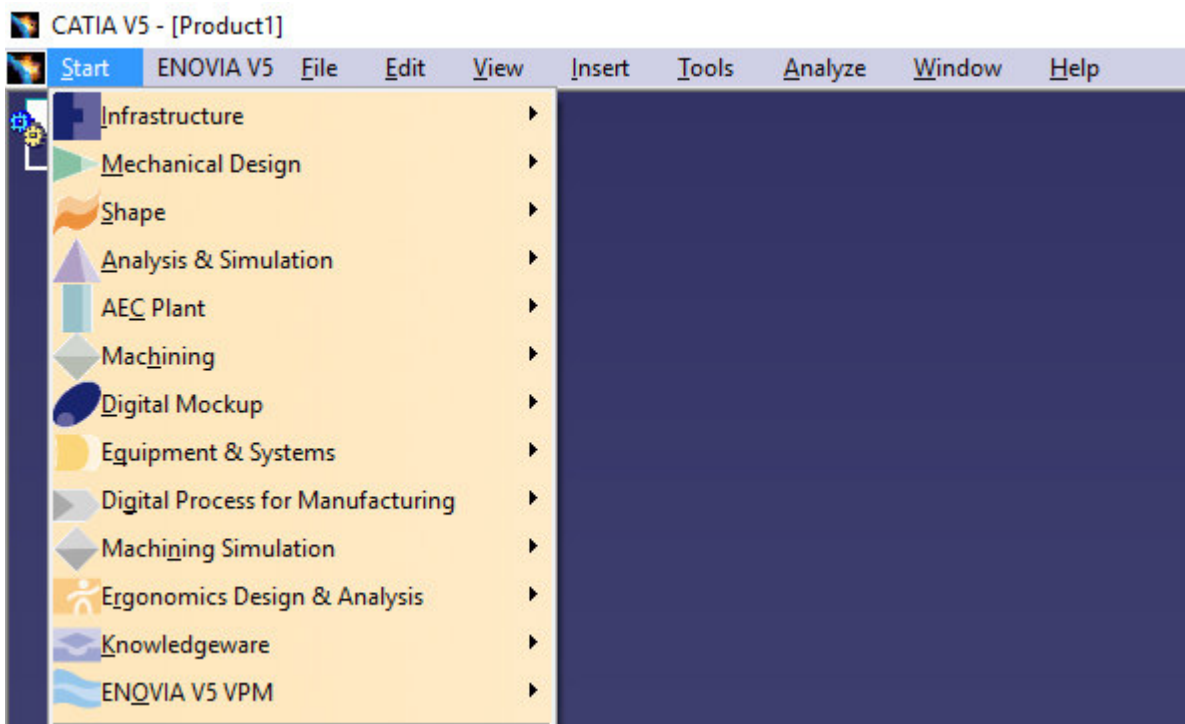 CATIA V5 - [Product1]
Start ENOVIA V5 File Edit View Insert Tools Analyze Window Help
Infrastructure
Mechanical Design
Shape
Analysis & Simulation
AEC Plant
Machining
Digital Mockup
Equipment & Systems
Digital Process for Manufacturing
Machining Simulation
Ergonomics Design & Analysis
Knowledgeware
ENOVIA V5 VPM